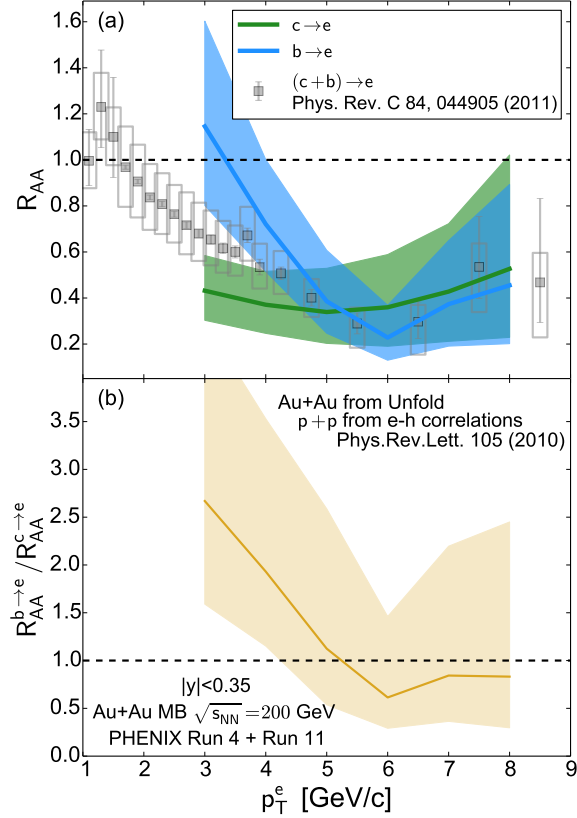 (a)
c→e
b→e
(c+b)→e
Phys. Rev. C 84, 044905 (2011)
R_AA
1.6
1.4
1.2
1.0
0.8
0.6
0.4
0.2
(b)
Au+Au from Unfold
p+p from e-h correlations
Phys.Rev.Lett. 105 (2010)
R_AA^{b→e}/R_AA^{c→e}
3.5
3.0
2.5
2.0
1.5
1.0
0.5
0.0
|y|<0.35
Au+Au MB √s_NN=200 GeV
PHENIX Run 4 + Run 11
1 2 3 4 5 6 7 8 9
p_T^e [GeV/c]